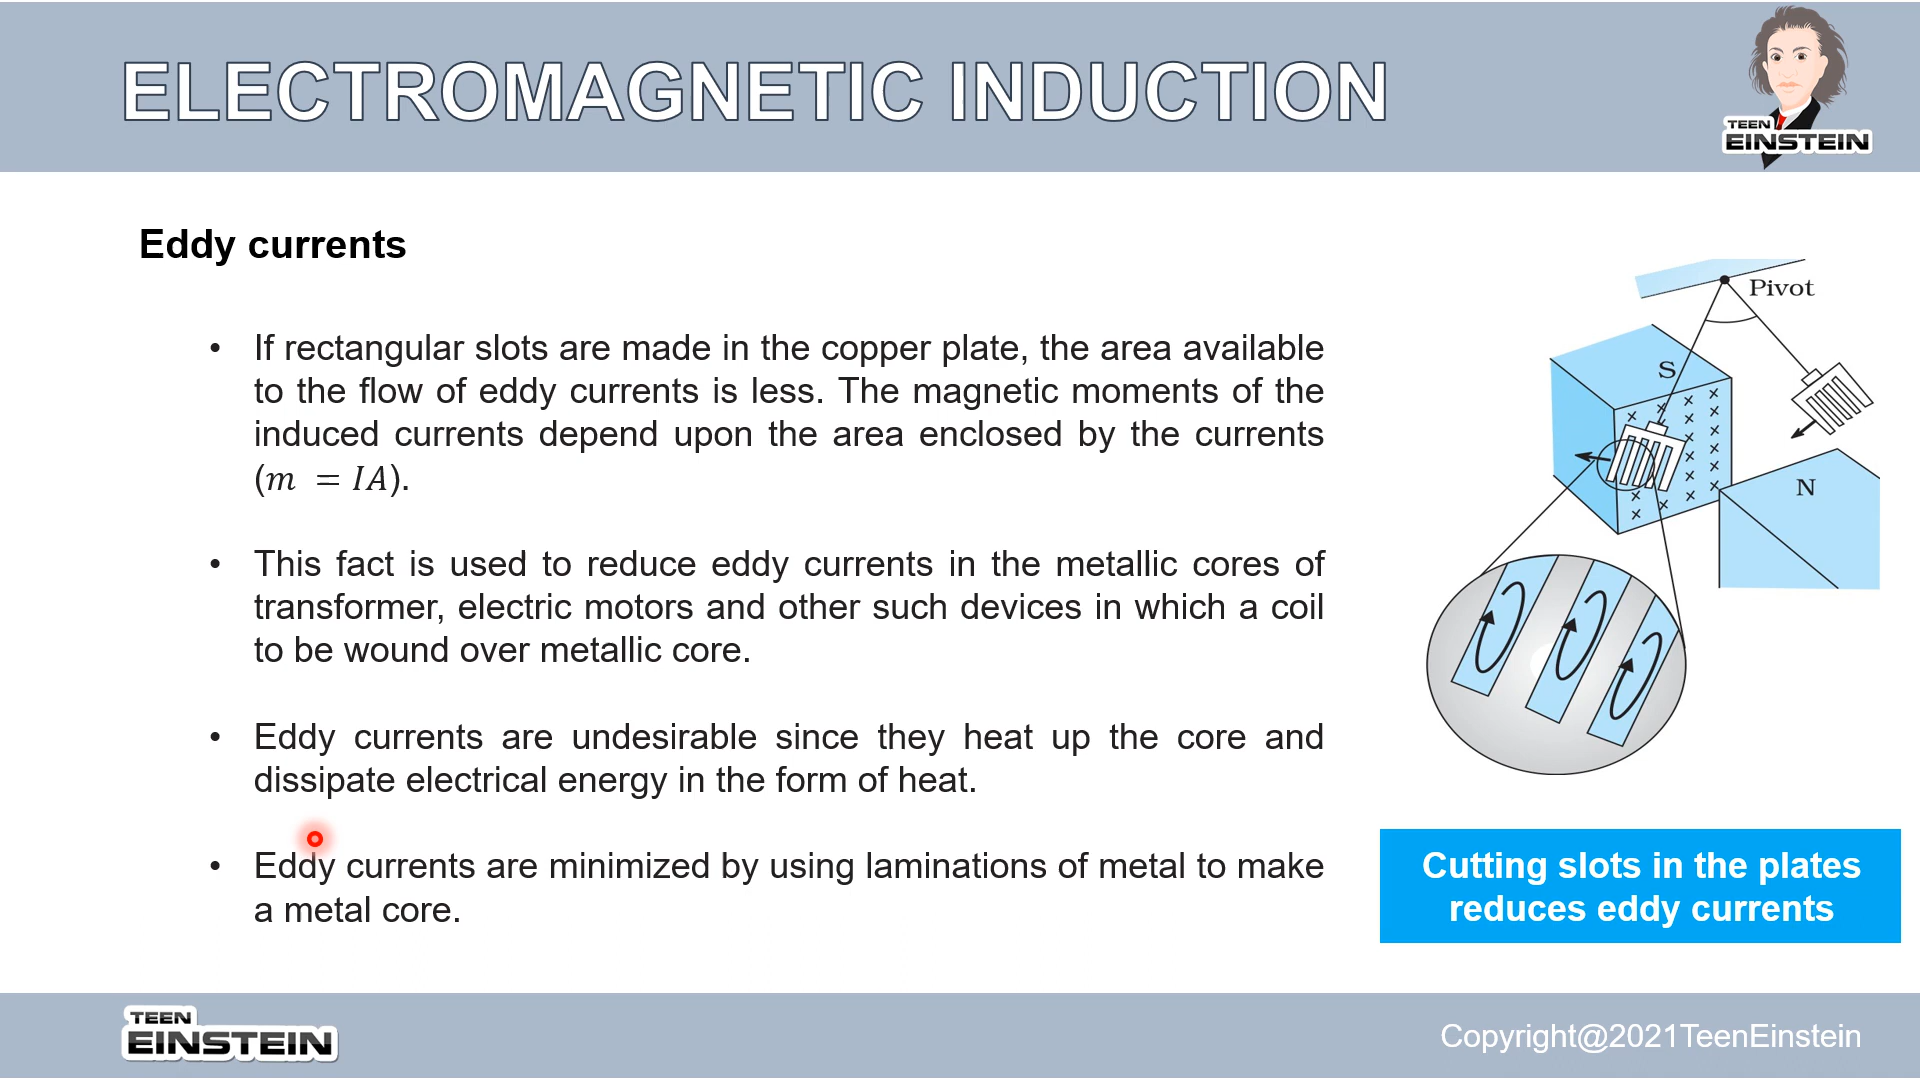 ELECTROMAGNETIC INDUCTION
TEEN
EINSTEIN
Eddy currents
• If rectangular slots are made in the copper plate, the area available
to the flow of eddy currents is less. The magnetic moments of the
induced currents depend upon the area enclosed by the currents
(m = IA).
• This fact is used to reduce eddy currents in the metallic cores of
transformer, electric motors and other such devices in which a coil
to be wound over metallic core.
• Eddy currents are undesirable since they heat up the core and
dissipate electrical energy in the form of heat.
• Eddy currents are minimized by using laminations of metal to make
a metal core.
Pivot
S
N
Cutting slots in the plates
reduces eddy currents
TEEN
EINSTEIN
Copyright@2021TeenEinstein